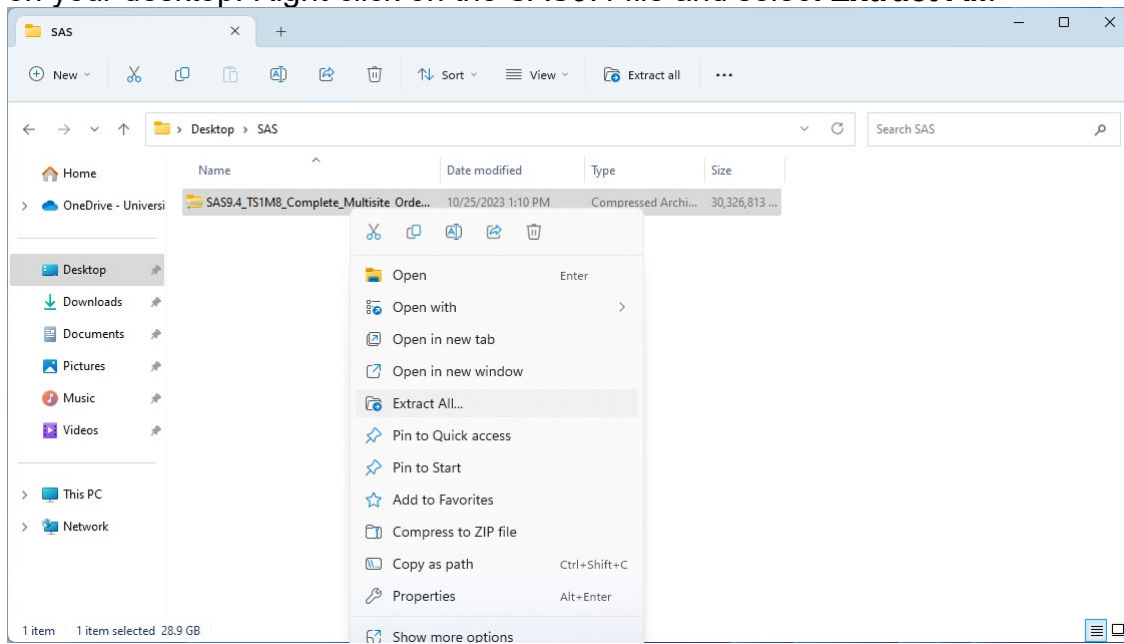 SAS
New
Sort
View
Extract all
Desktop > SAS
Search SAS
Name
Date modified
Type
Size
Home
OneDrive - Universi
SAS9.4_TS1M8_Complete_Multisite Orde...
10/25/2023 1:10 PM
Compressed Archi...
30,326,813 ...
Desktop
Downloads
Documents
Pictures
Music
Videos
This PC
Network
Open Enter
Open with
Open in new tab
Open in new window
Extract All...
Pin to Quick access
Pin to Start
Add to Favorites
Compress to ZIP file
Copy as path Ctrl+Shift+C
Properties Alt+Enter
Show more options
1 item 1 item selected 28.9 GB